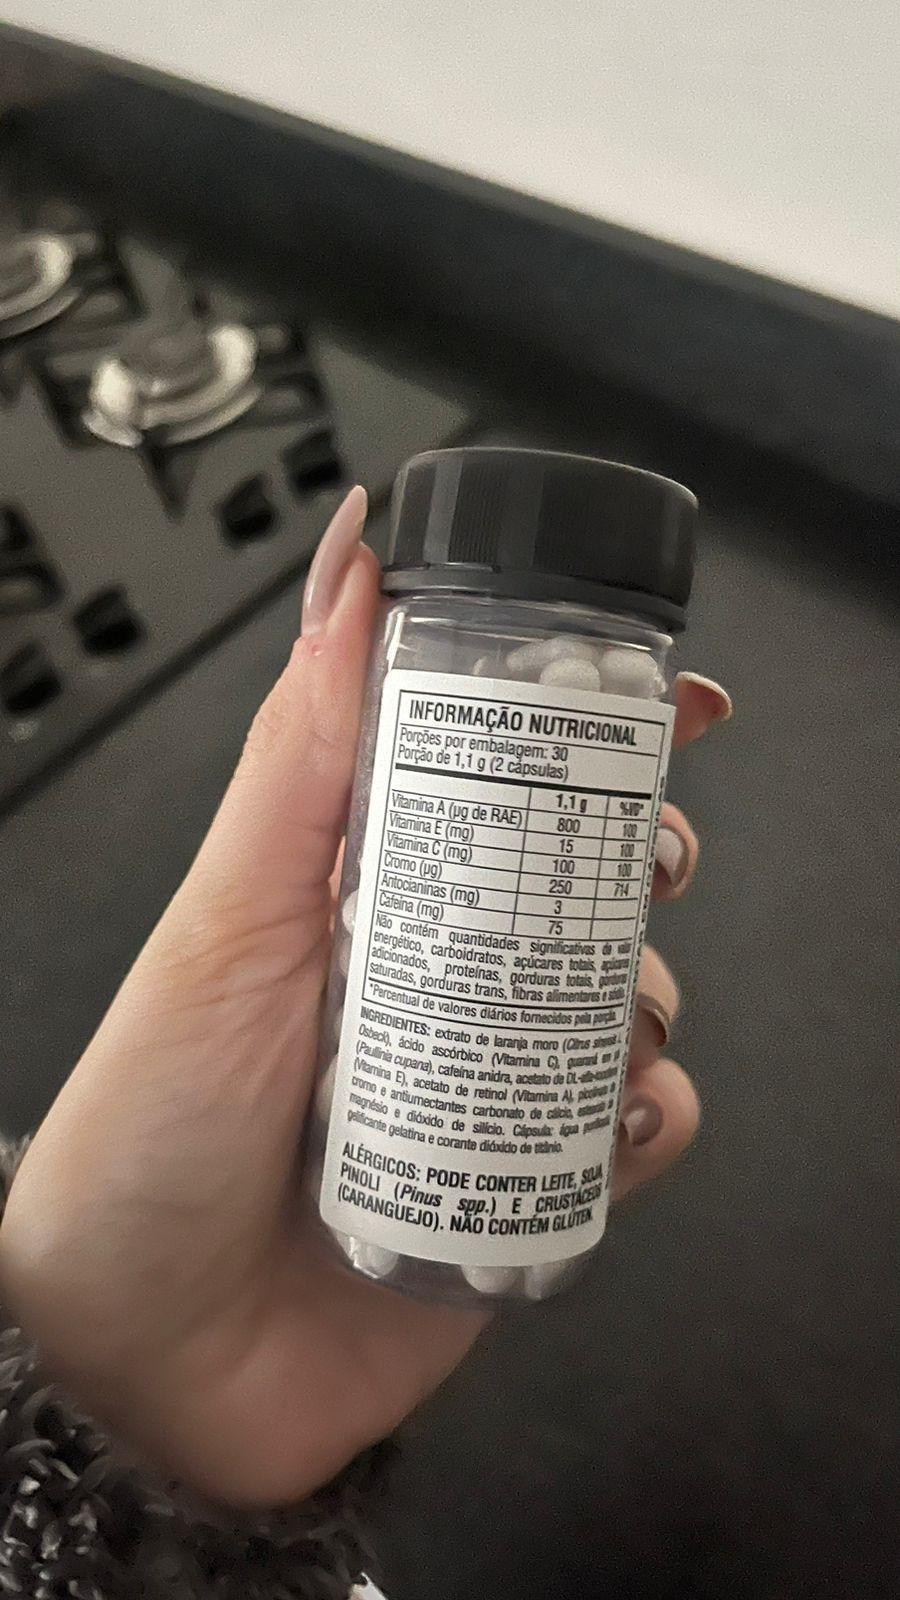 INFORMAÇÃO NUTRICIONAL
Porções por embalagem: 30
Porção de 1,1 g (2 cápsulas)
1,1 g %VD*
Vitamina A (µg de RAE) 800 100
Vitamina E (mg) 15 100
Vitamina C (mg) 100 100
Cromo (µg) 250 714
Antocianinas (mg) 3
Cafeína (mg) 75
Não contém quantidades significativas de valor
energético, carboidratos, açúcares totais, açúcares
adicionados, proteínas, gorduras totais, gorduras
saturadas, gorduras trans, fibras alimentares e sódio.
*Percentual de valores diários fornecidos pela porção.
INGREDIENTES: extrato de laranja moro (Citrus sinensis L.
Osbeck), ácido ascórbico (Vitamina C), guaraná em pó
(Paullinia cupana), cafeína anidra, acetato de DL-alfa-tocoferila
(Vitamina E), acetato de retinol (Vitamina A), picolinato de
cromo e antiumectantes carbonato de cálcio, estearato de
magnésio e dióxido de silício. Cápsula: água purificada,
gelificante gelatina e corante dióxido de titânio.
ALÉRGICOS: PODE CONTER LEITE, SOJA,
PINOLI (Pinus spp.) E CRUSTÁCEOS
(CARANGUEJO). NÃO CONTÉM GLÚTEN.